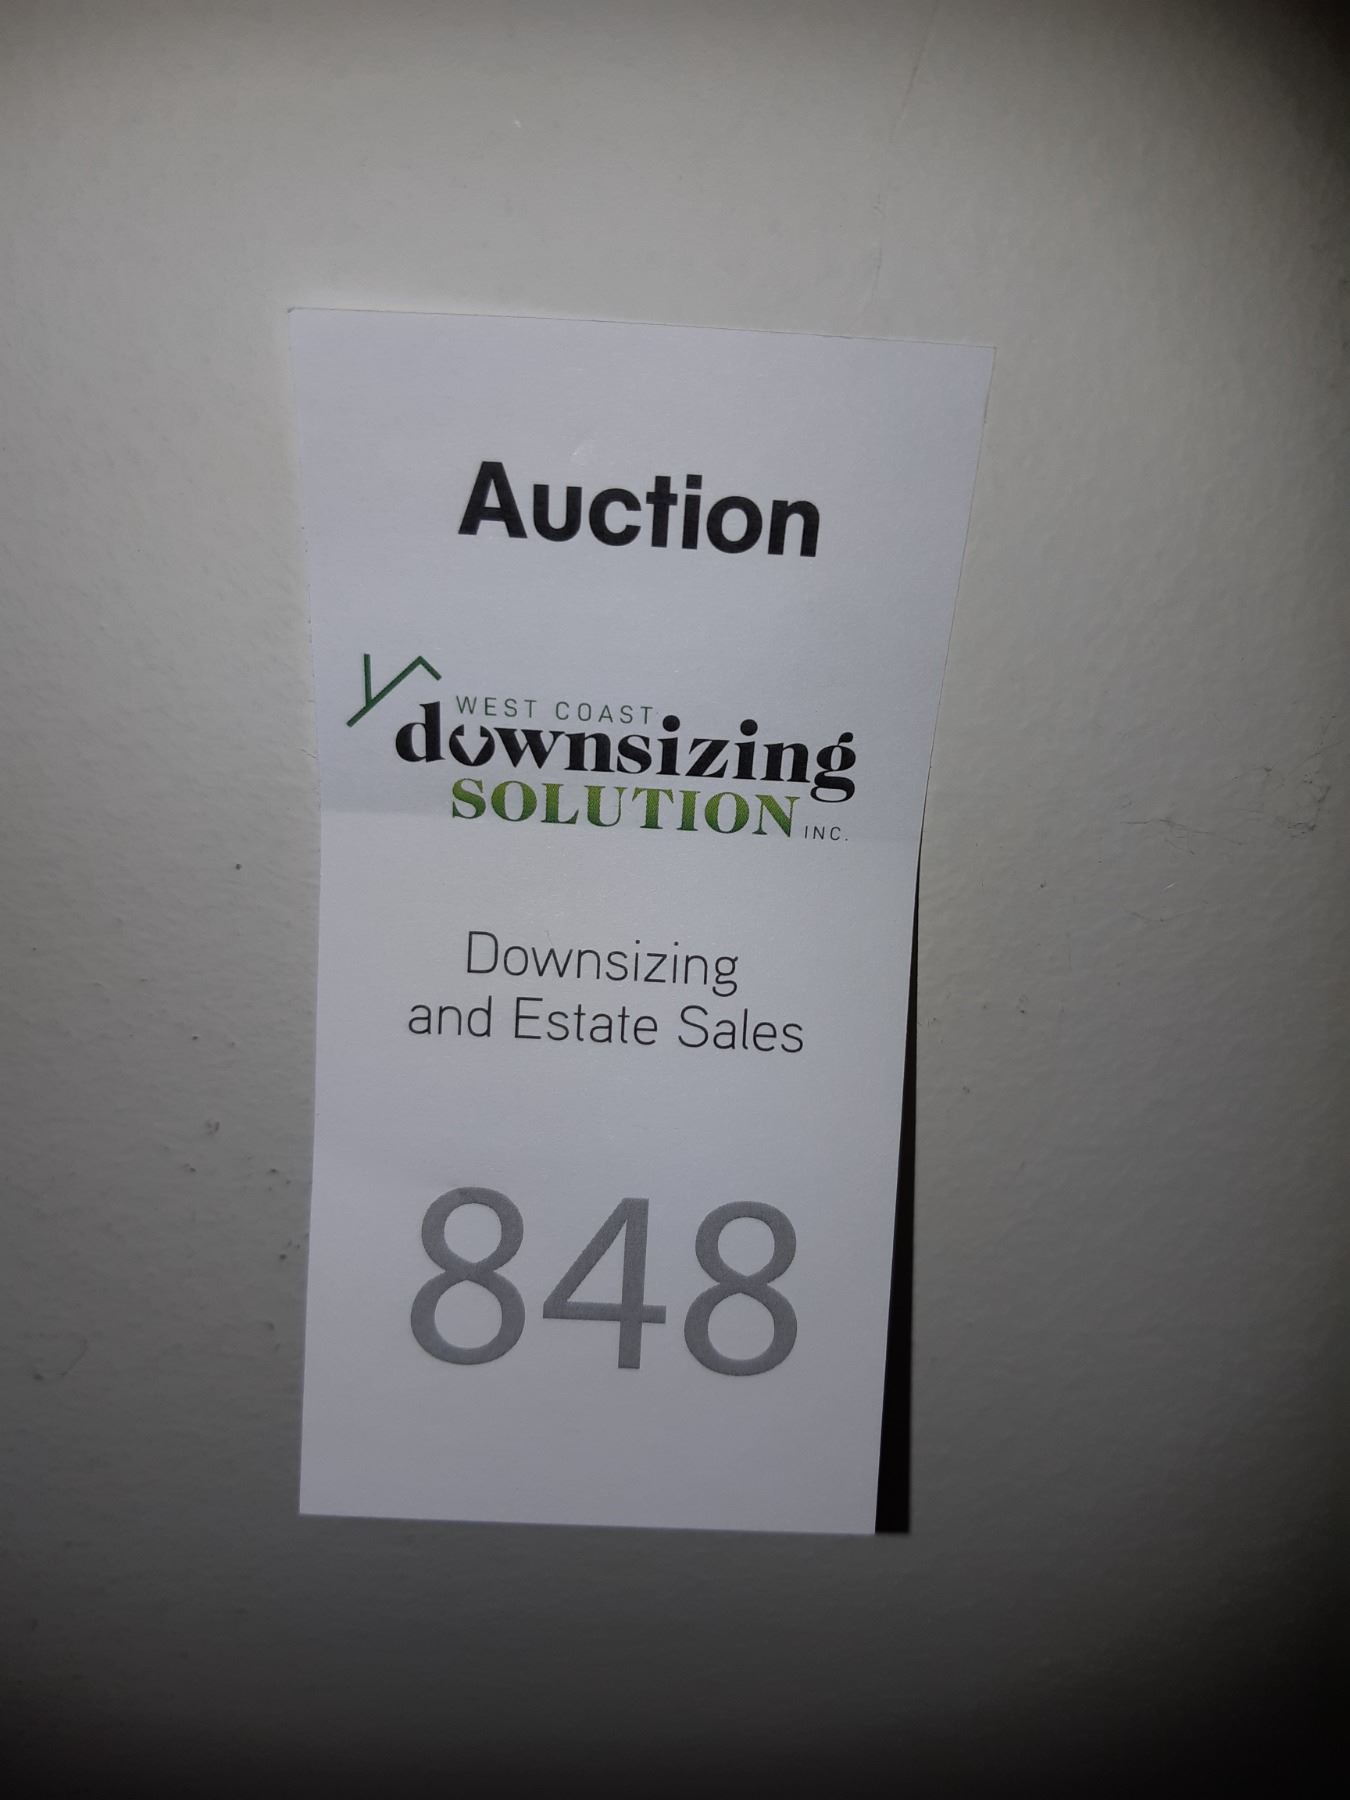 Auction
WEST COAST
downsizing
SOLUTION INC.
Downsizing
and Estate Sales
848